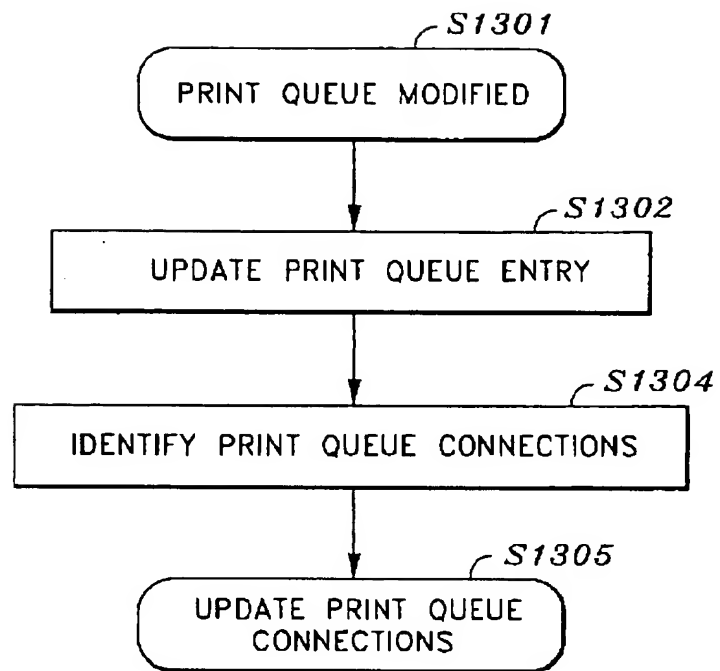 S1301
PRINT QUEUE MODIFIED
S1302
UPDATE PRINT QUEUE ENTRY
S1304
IDENTIFY PRINT QUEUE CONNECTIONS
S1305
UPDATE PRINT QUEUE
CONNECTIONS